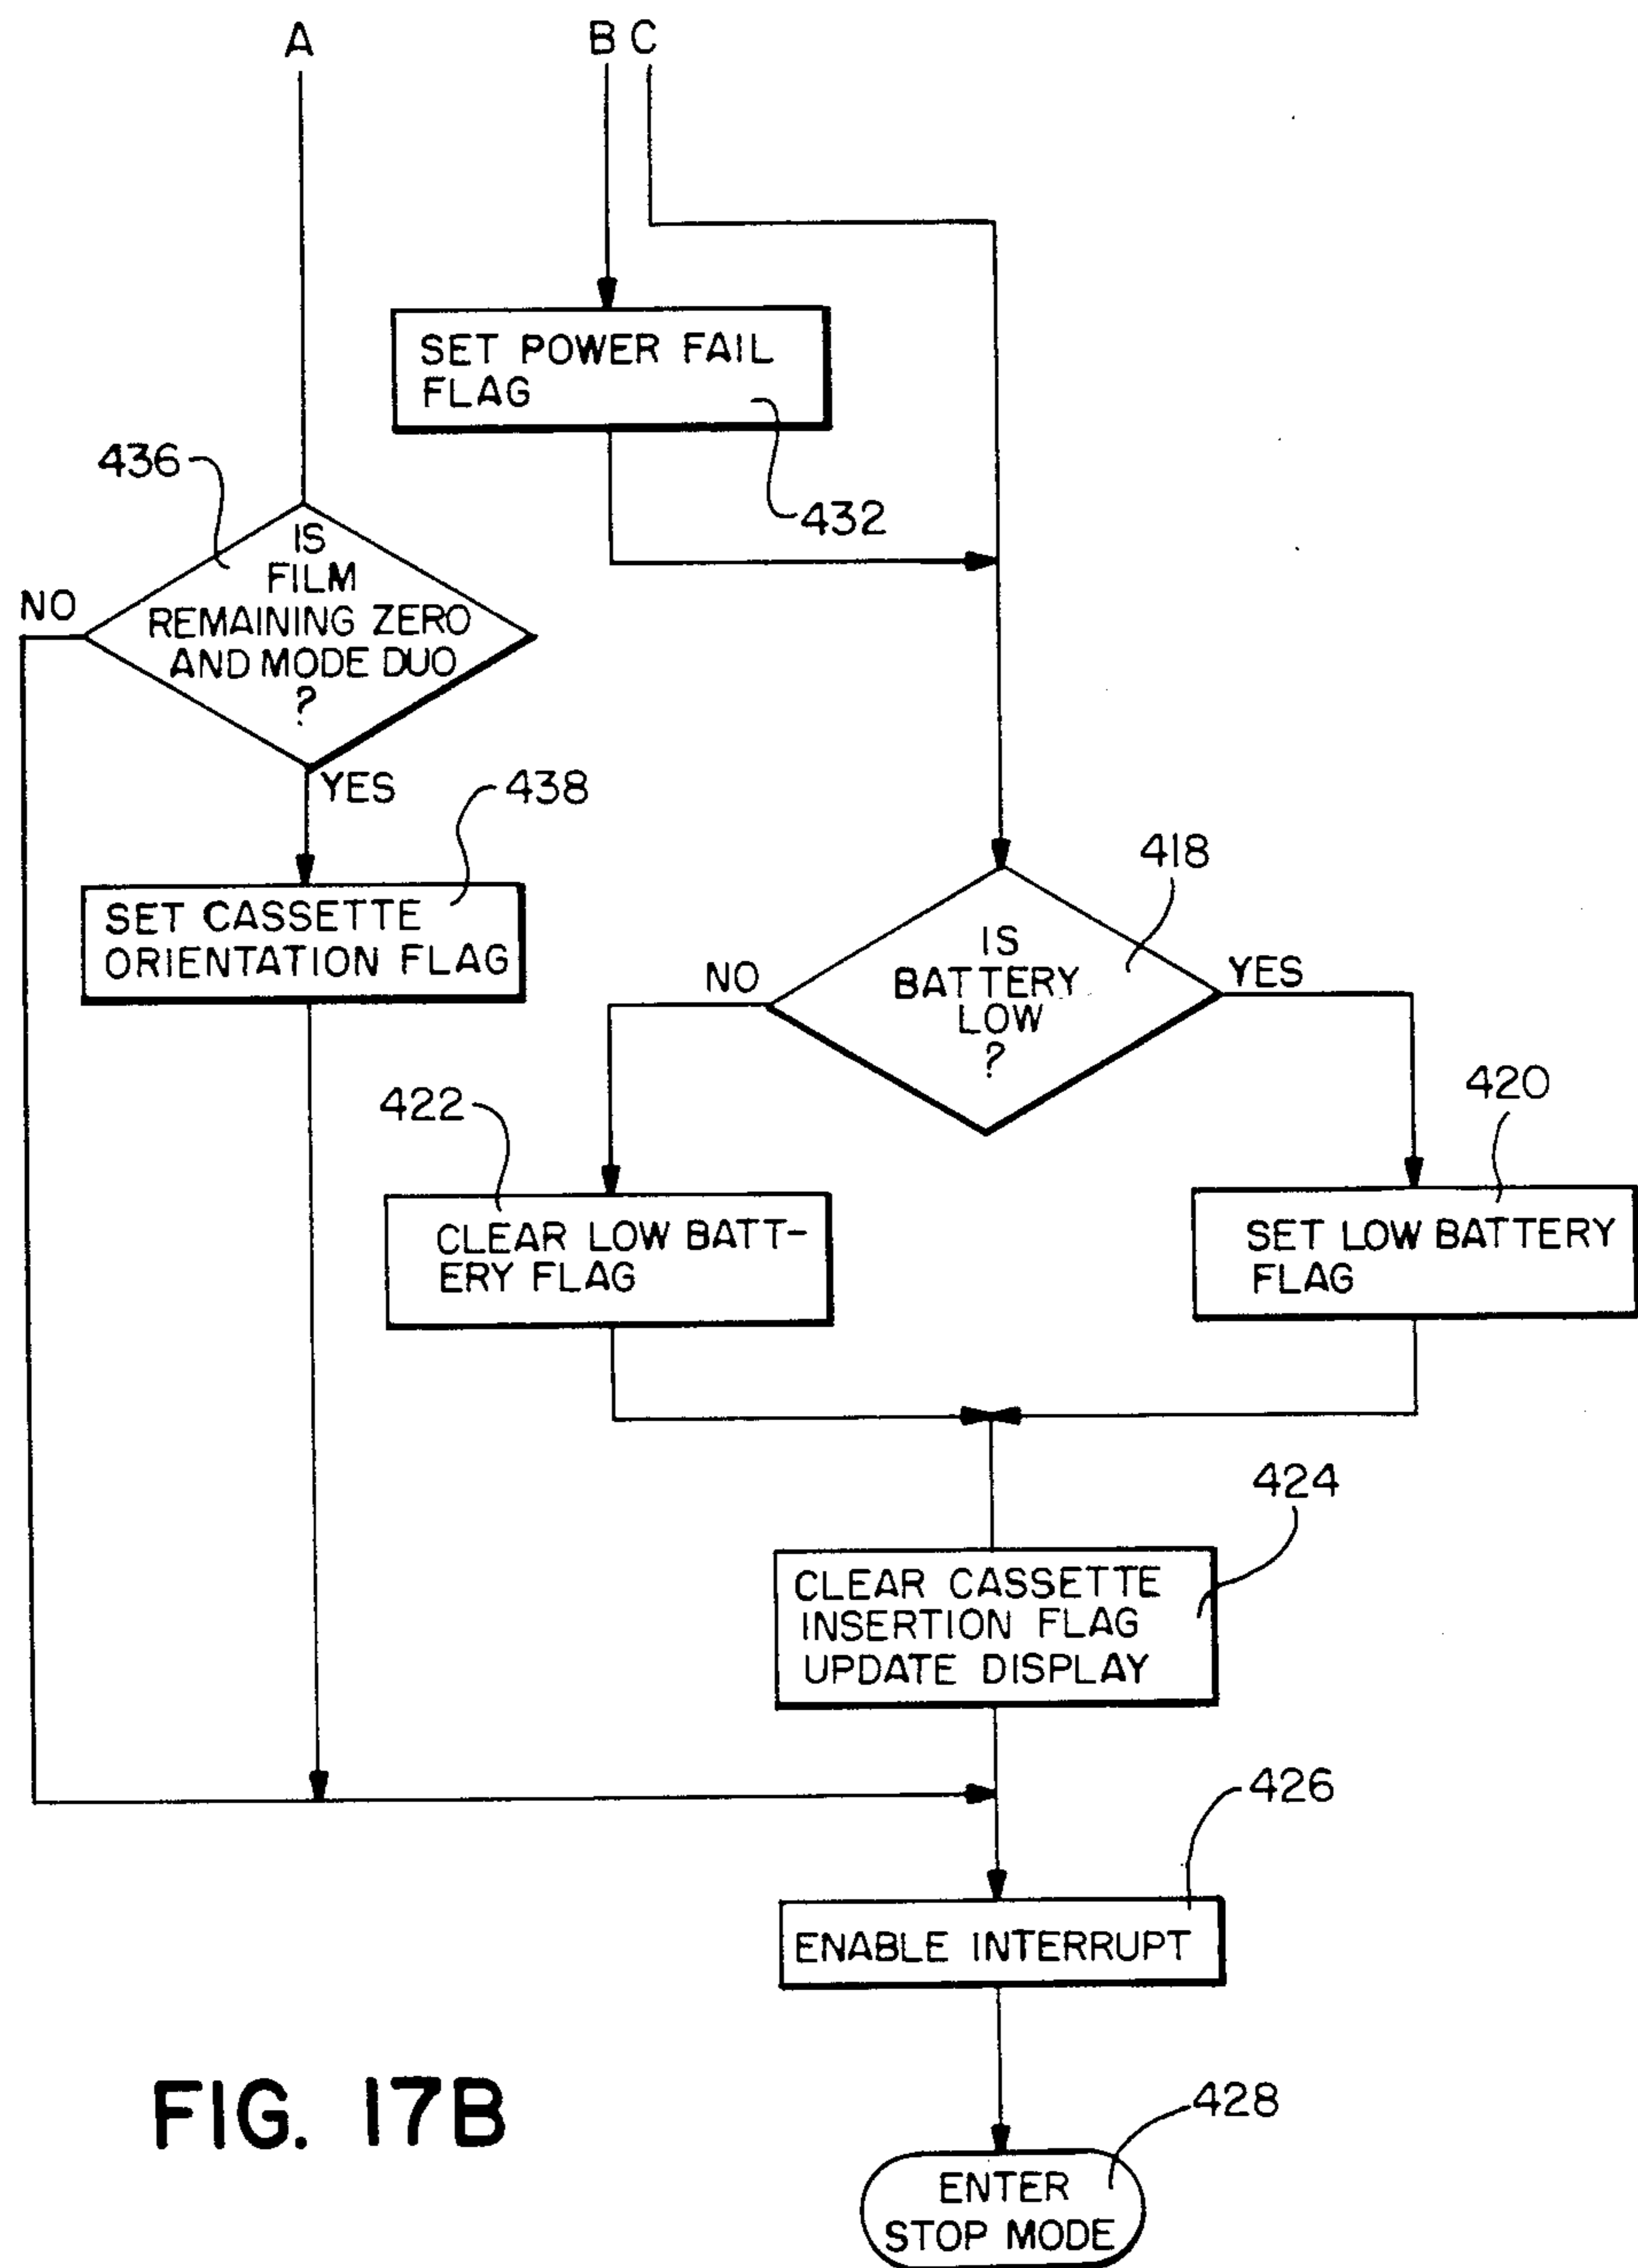 A
B C
SET POWER FAIL
FLAG
432
436
IS
FILM
REMAINING ZERO
AND MODE DUO
?
NO
YES
438
SET CASSETTE
ORIENTATION FLAG
418
IS
BATTERY
LOW
?
NO
YES
422
420
CLEAR LOW BATT-
ERY FLAG
SET LOW BATTERY
FLAG
424
CLEAR CASSETTE
INSERTION FLAG
UPDATE DISPLAY
426
ENABLE INTERRUPT
428
ENTER
STOP MODE
FIG. 17B